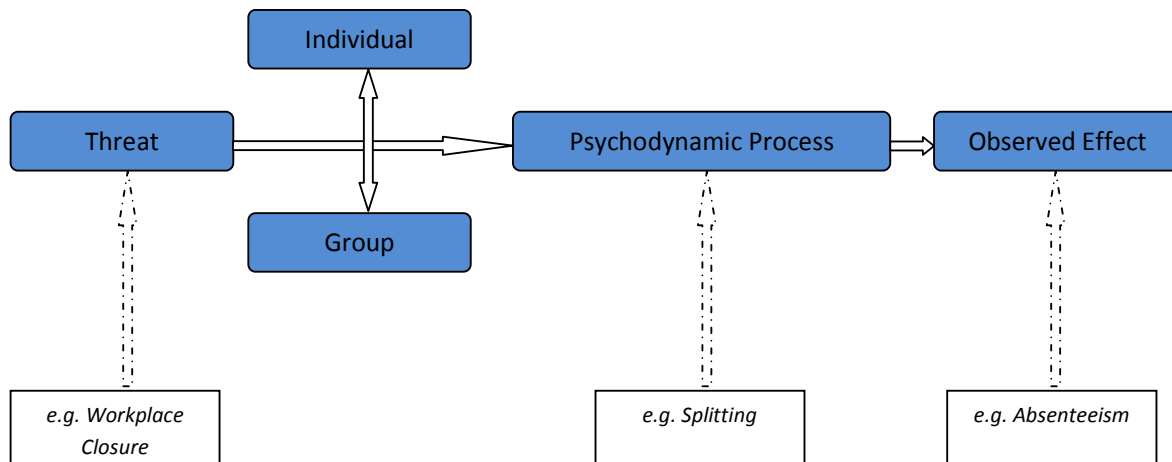 Individual
Threat
Psychodynamic Process
Observed Effect
Group
e.g. Workplace
Closure
e.g. Splitting
e.g. Absenteeism